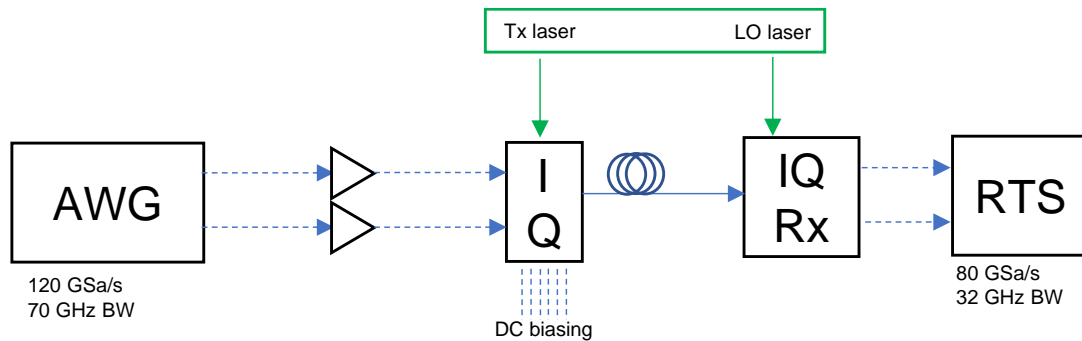 Tx laser
LO laser
AWG
I
Q
IQ
Rx
RTS
120 GSa/s
70 GHz BW
DC biasing
80 GSa/s
32 GHz BW